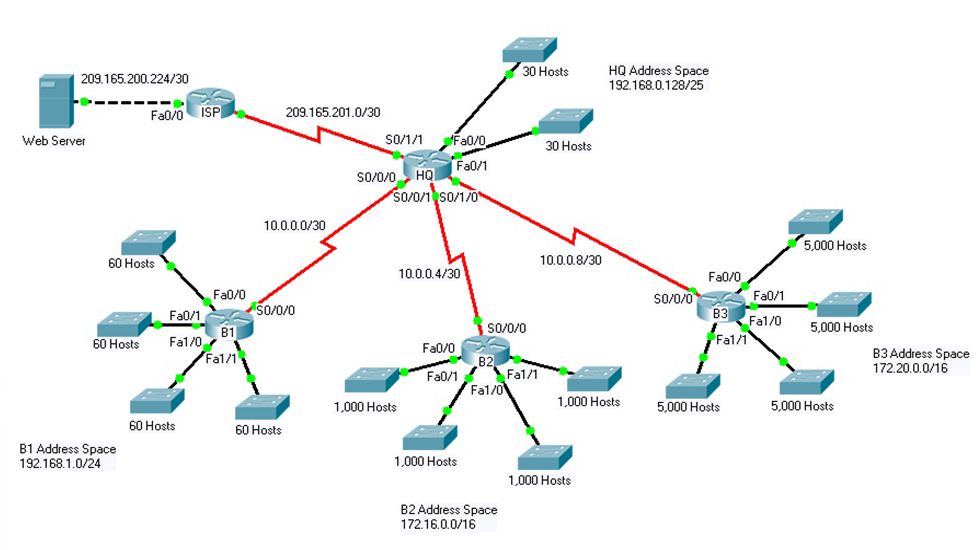 209.165.200.224/30
Web Server
Fa0/0
ISP
209.165.201.0/30
30 Hosts
HQ Address Space
192.168.0.128/25
30 Hosts
S0/1/1
Fa0/0
Fa0/1
HQ
S0/0/0
S0/0/1
S0/1/0
10.0.0.0/30
10.0.0.4/30
10.0.0.8/30
60 Hosts
Fa0/0
S0/0/0
Fa0/1
B1
60 Hosts
Fa1/0
Fa1/1
60 Hosts
60 Hosts
B1 Address Space
192.168.1.0/24
S0/0/0
Fa0/0
B2
Fa0/1
Fa1/1
Fa1/0
1,000 Hosts
1,000 Hosts
1,000 Hosts
1,000 Hosts
B2 Address Space
172.16.0.0/16
5,000 Hosts
Fa0/0
S0/0/0
Fa0/1
B3
Fa1/0
5,000 Hosts
Fa1/1
B3 Address Space
172.20.0.0/16
5,000 Hosts
5,000 Hosts